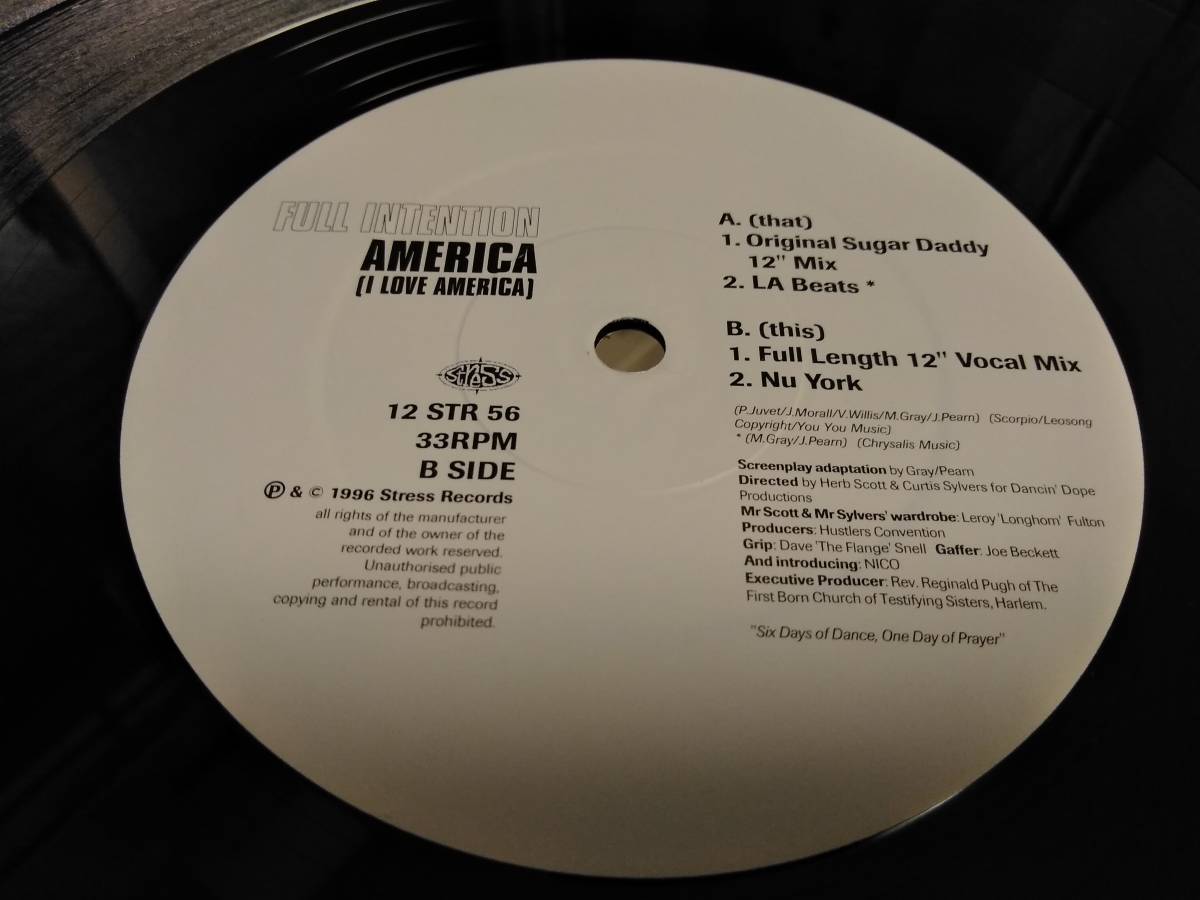 FULL INTENTION
AMERICA
(I LOVE AMERICA)
stress
12 STR 56
33RPM
B SIDE
Ⓟ & © 1996 Stress Records
all rights of the manufacturer
and of the owner of the
recorded work reserved.
Unauthorised public
performance, broadcasting,
copying and rental of this record
prohibited.
A. (that)
1. Original Sugar Daddy
12" Mix
2. LA Beats *
B. (this)
1. Full Length 12" Vocal Mix
2. Nu York
(P.Juvet/J.Morall/V.Willis/M.Gray/J.Pearn) (Scorpio/Leosong
Copyright/You You Music)
* (M.Gray/J.Pearn) (Chrysalis Music)
Screenplay adaptation by Gray/Pearn
Directed by Herb Scott & Curtis Sylvers for Dancin' Dope
Productions
Mr Scott & Mr Sylvers' wardrobe: Leroy 'Longhorn' Fulton
Producers: Hustlers Convention
Grip: Dave 'The Flange' Snell Gaffer: Joe Beckett
And introducing: NICO
Executive Producer: Rev. Reginald Pugh of The
First Born Church of Testifying Sisters, Harlem.
"Six Days of Dance, One Day of Prayer"